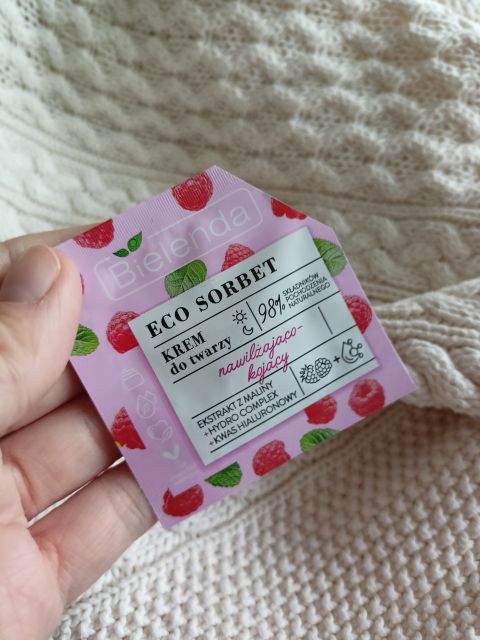 Bielenda
ECO SORBET
KREM
do twarzy
98%
SKŁADNIKÓW
POCHODZENIA
NATURALNEGO
nawilżająco-
kojący
EKSTRAKT Z MALINY
+HYDRO COMPLEX
+KWAS HIALURONOWY